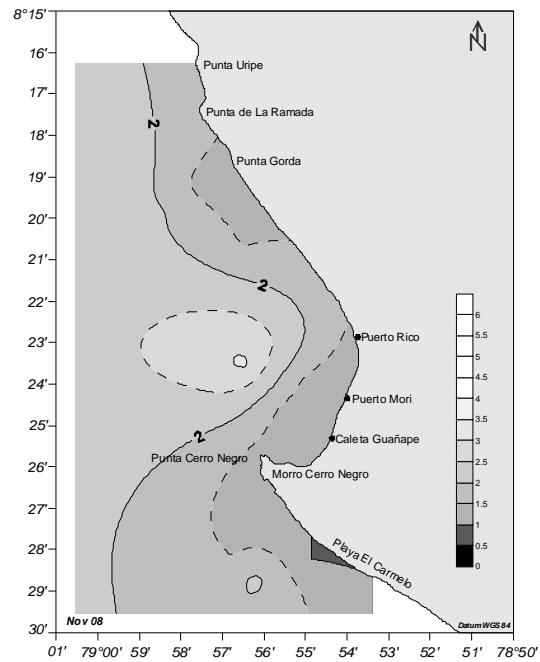 8°15'
16'
17'
18'
19'
20'
21'
22'
23'
24'
25'
26'
27'
28'
29'
30'
N
Punta Uripe
Punta de La Ramada
2
Punta Gorda
2
Puerto Rico
Puerto Mori
2
Caleta Guañape
Punta Cerro Negro
Morro Cerro Negro
Playa El Carmelo
6
5.5
5
4.5
4
3.5
3
2.5
2
1.5
1
0.5
0
Nov 08
Datum WGS 84
01' 79°00' 59' 58' 57' 56' 55' 54' 53' 52' 51' 78°50'